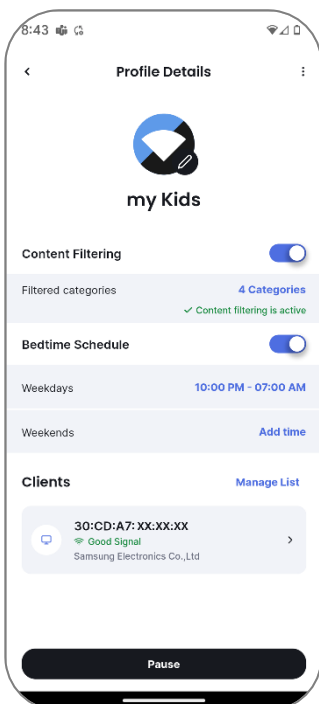 8:43
Profile Details
my Kids
Content Filtering
Filtered categories
4 Categories
Content filtering is active
Bedtime Schedule
Weekdays
10:00 PM - 07:00 AM
Weekends
Add time
Clients
Manage List
30:CD:A7: XX:XX:XX
Good Signal
Samsung Electronics Co.,Ltd
Pause